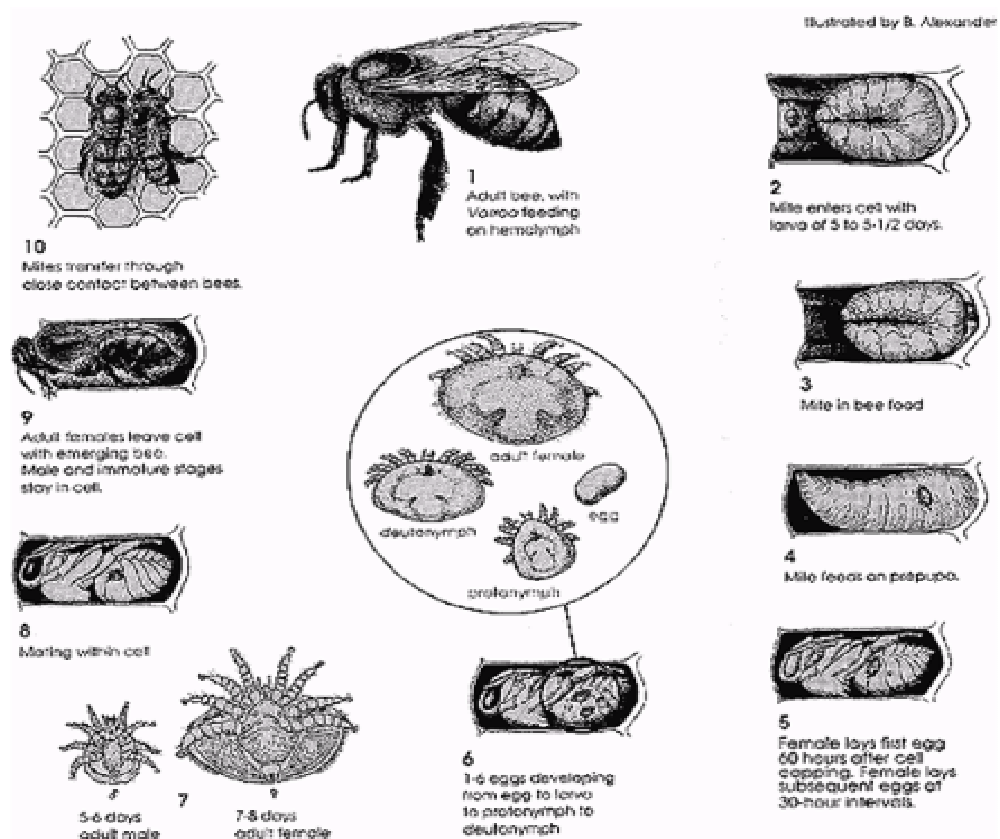 Illustrated by B. Alexander
1
Adult bee, with
Varroa feeding
on hemolymph
2
Mite enters cell with
larva of 5 to 5-1/2 days.
3
Mite in bee food
4
Mite feeds on prepupa.
5
Female lays first egg
60 hours after cell
capping. Female lays
subsequent eggs at
30-hour intervals.
6
1-6 eggs developing
from egg to larva
to protonymph to
deutonymph
adult female
deutonymph
egg
protonymph
7
♂
5-6 days
adult male
♀
7-8 days
adult female
8
Mating within cell
9
Adult females leave cell
with emerging bee.
Male and immature stages
stay in cell.
10
Mites transfer through
close contact between bees.